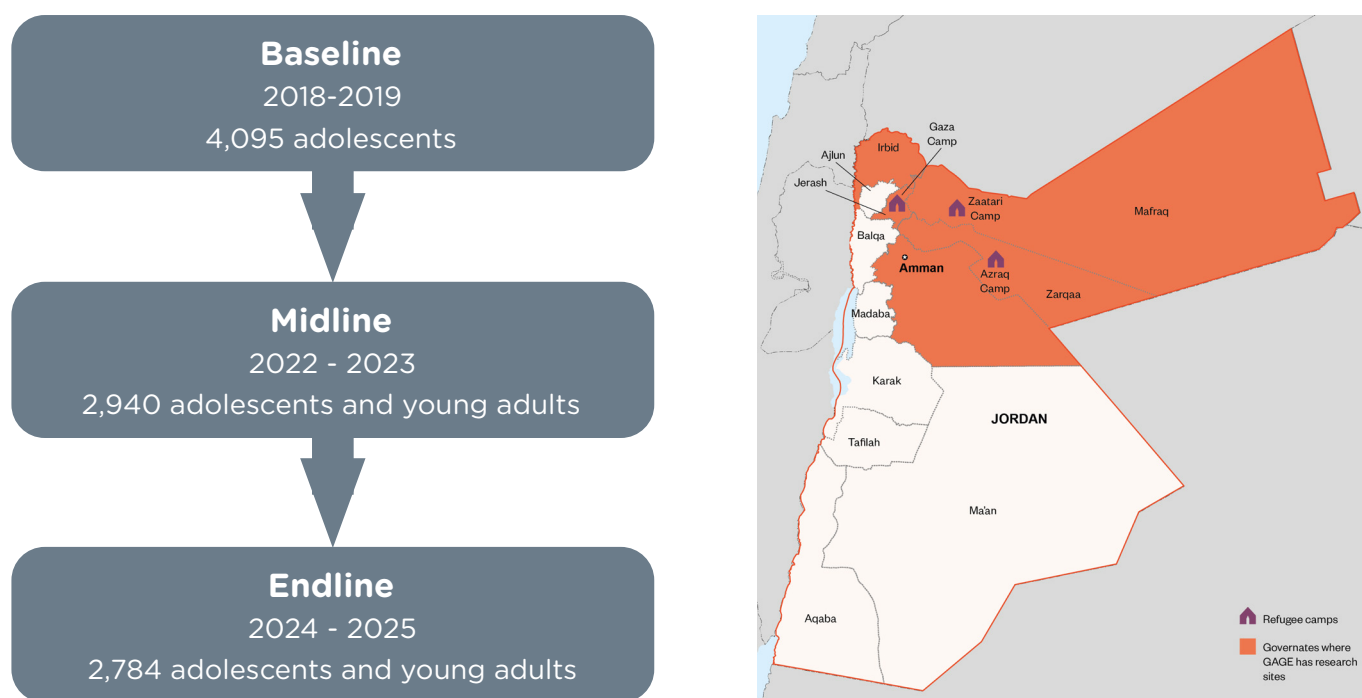 Baseline
2018-2019
4,095 adolescents
Midline
2022 - 2023
2,940 adolescents and young adults
Endline
2024 - 2025
2,784 adolescents and young adults
Gaza
Camp
Irbid
Ajlun
Jerash
Zaatari
Camp
Mafraq
Balqa
Amman
Azraq
Camp
Zarqaa
Madaba
Karak
JORDAN
Tafilah
Ma'an
Aqaba
Refugee camps
Governates where
GAGE has research
sites